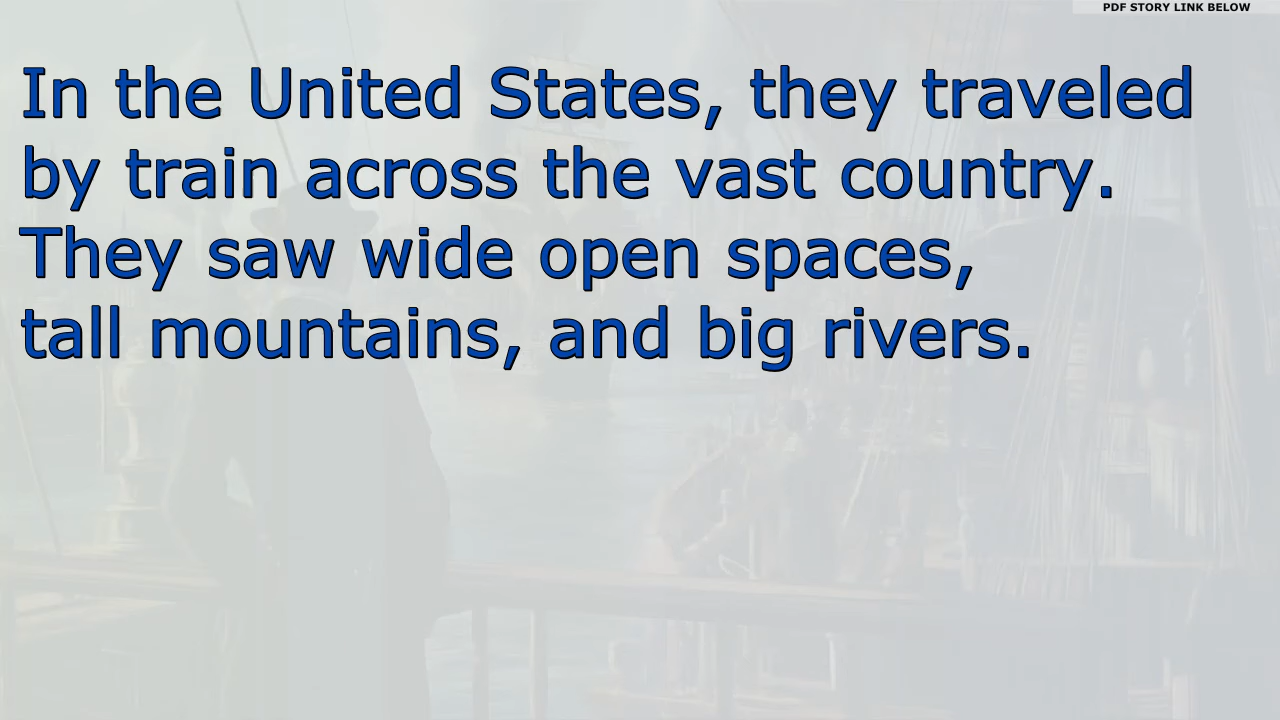 PDF STORY LINK BELOW
In the United States, they traveled
by train across the vast country.
They saw wide open spaces,
tall mountains, and big rivers.